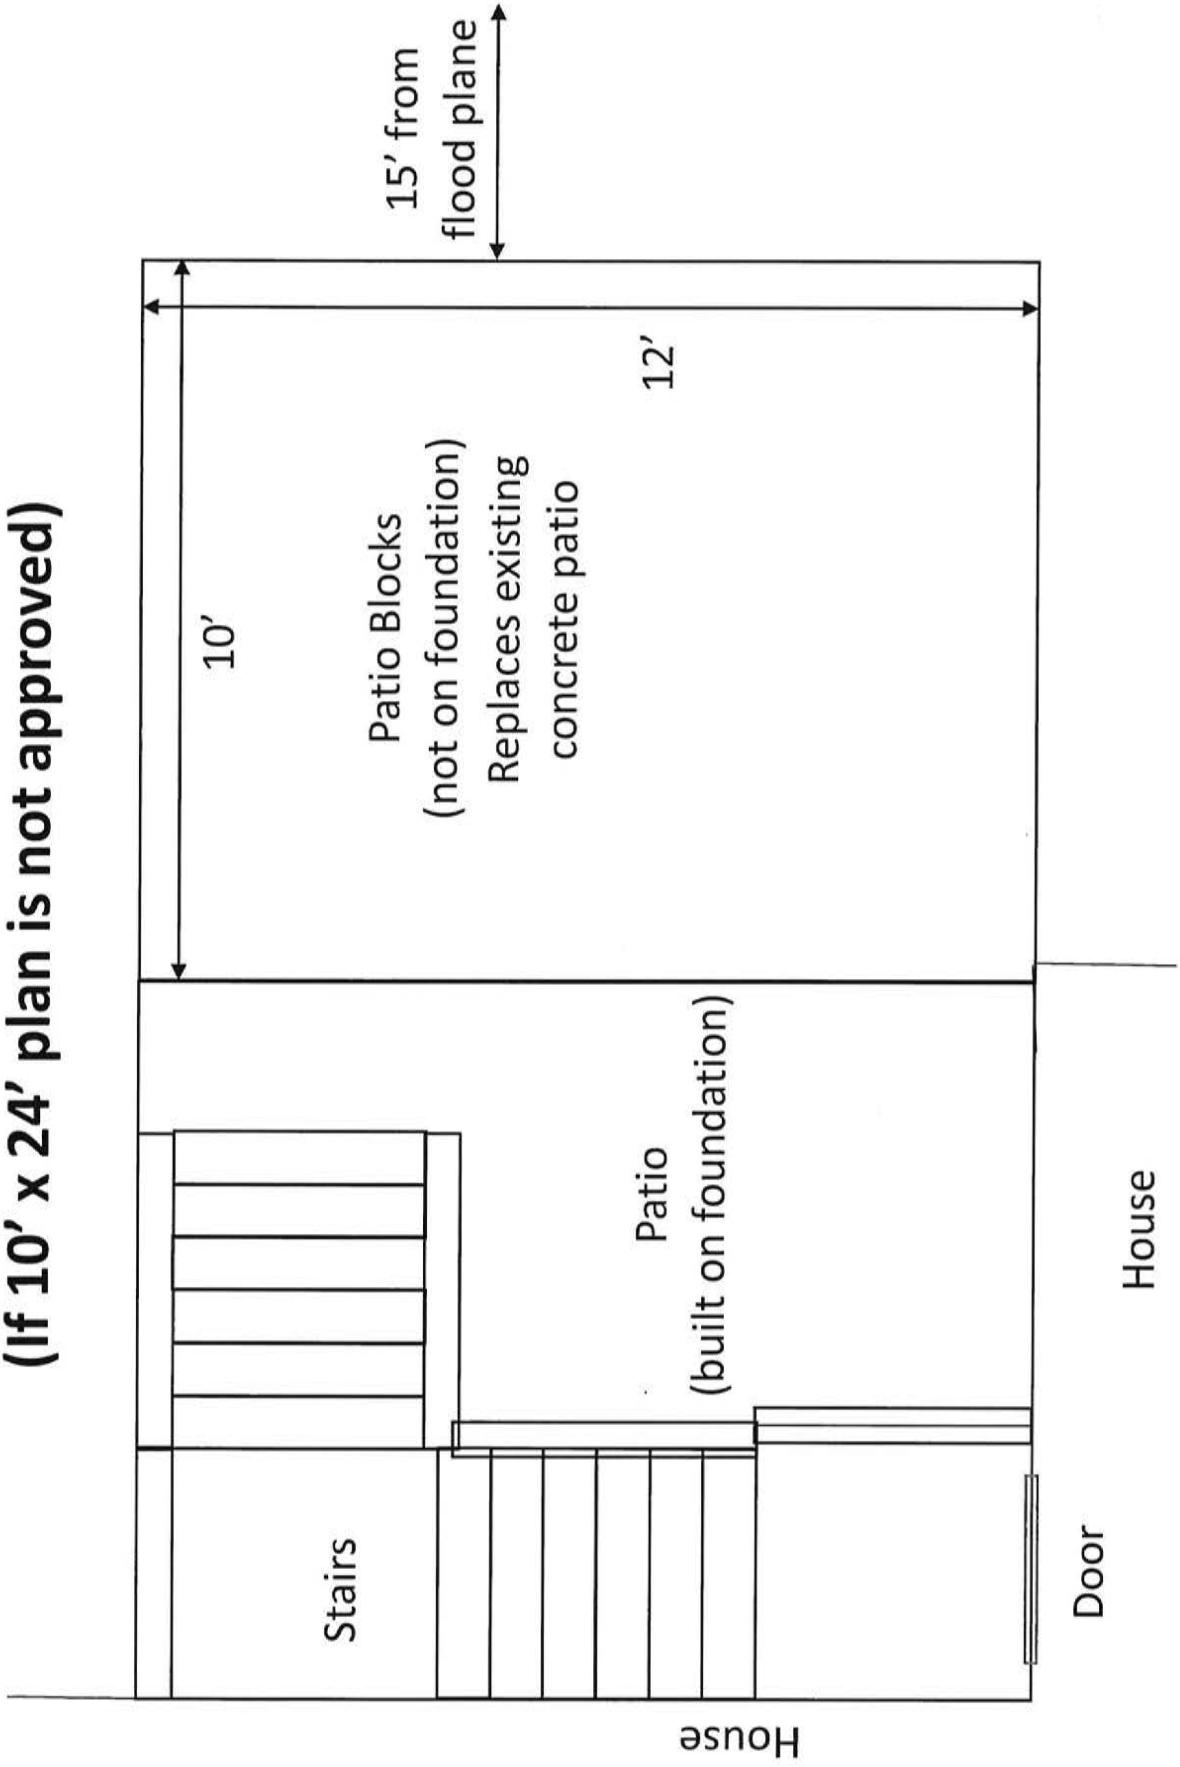 (If 10’ x 24’ plan is not approved)
15’ from
flood plane
10’
12’
Patio Blocks
(not on foundation)
Replaces existing
concrete patio
Patio
(built on foundation)
Stairs
House
House
Door